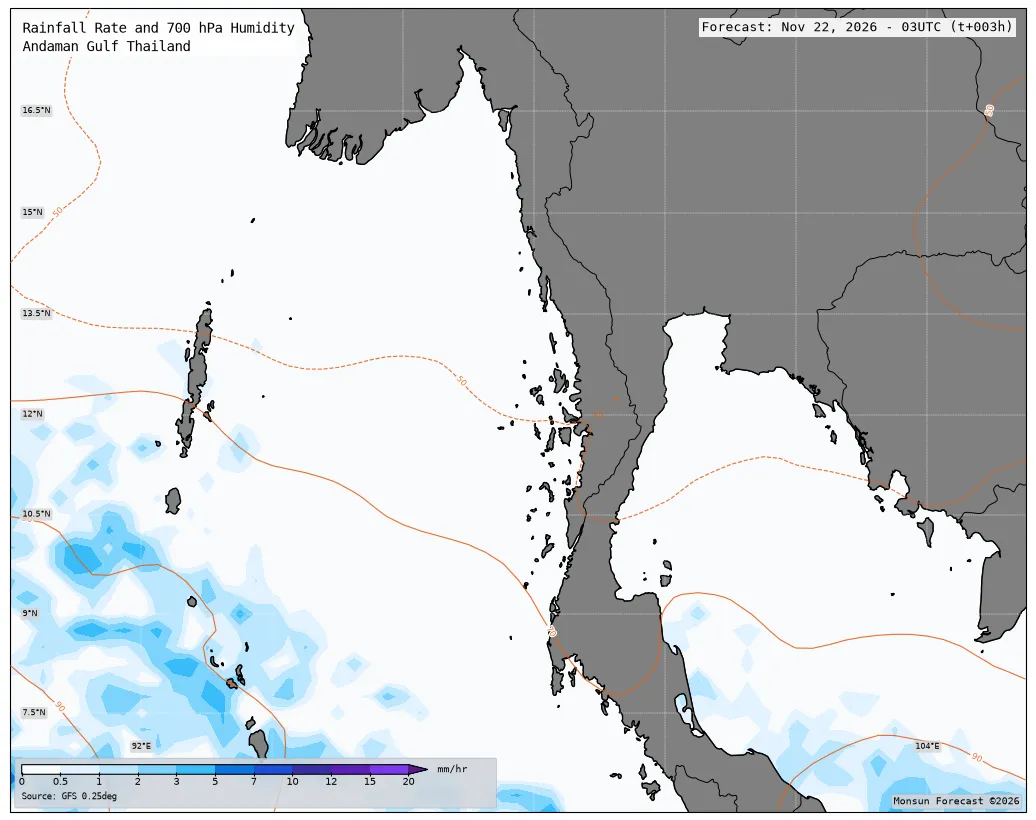 Rainfall Rate and 700 hPa Humidity
Andaman Gulf Thailand
Forecast: Nov 22, 2026 - 03UTC (t+003h)
50
16.5°N
15°N
50
13.5°N
50
12°N
10.5°N
9°N
90
7.5°N
92°E
104°E
90
0 0.5 1 2 3 5 7 10 12 15 20 mm/hr
Source: GFS 0.25deg
Monsun Forecast ©2026